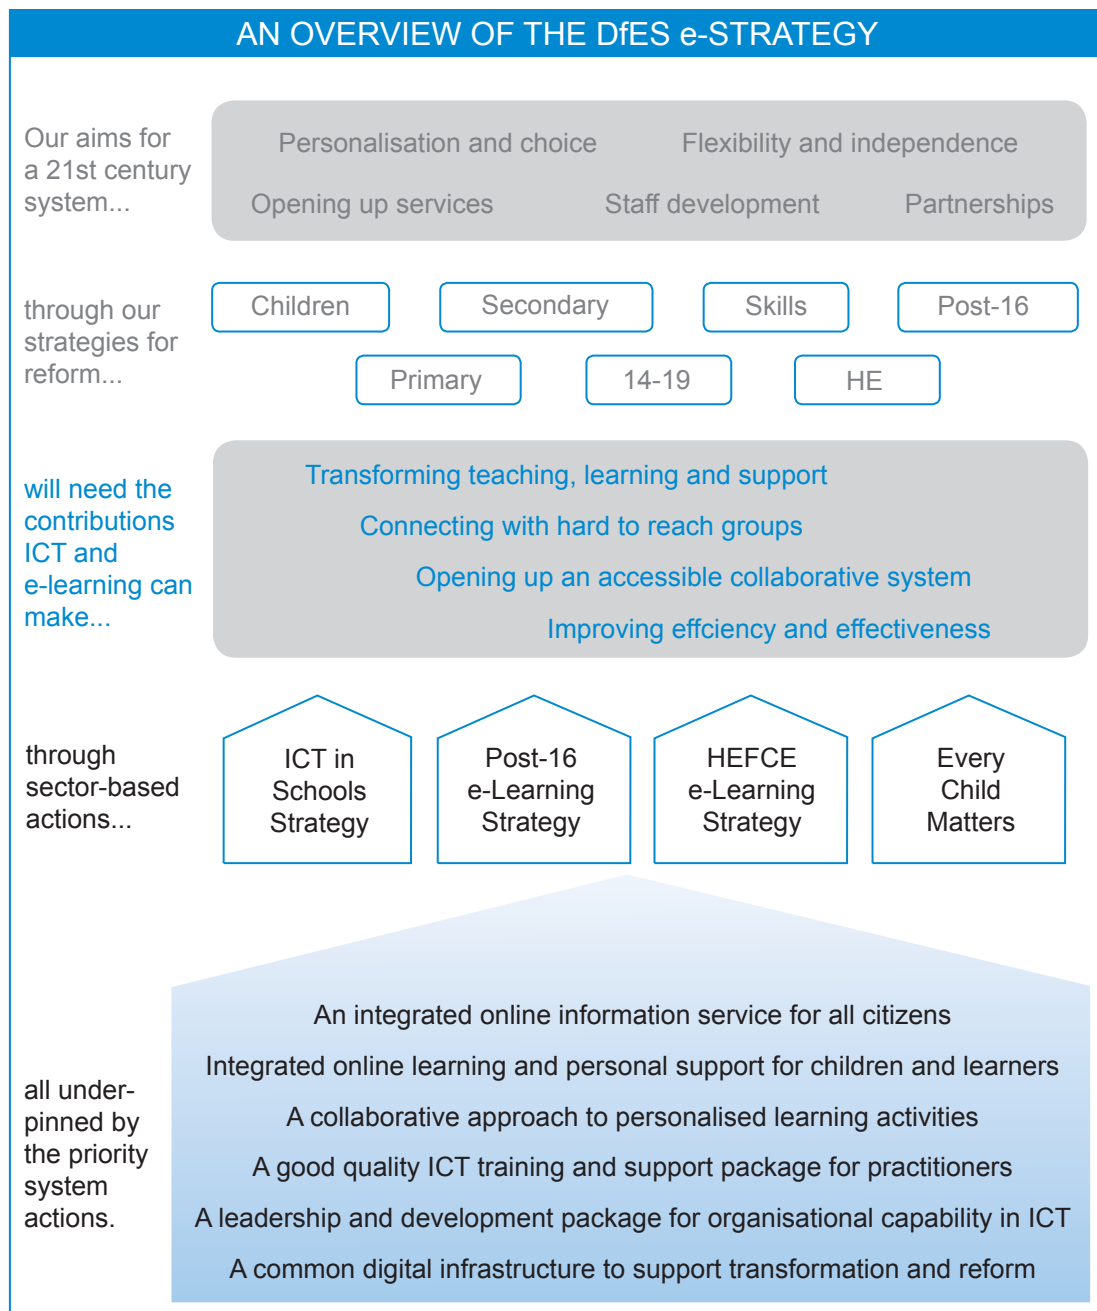 AN OVERVIEW OF THE DfES e-STRATEGY
Our aims for
a 21st century
system...
Personalisation and choice
Flexibility and independence
Opening up services
Staff development
Partnerships
through our
strategies for
reform...
Children
Secondary
Skills
Post-16
Primary
14-19
HE
will need the
contributions
ICT and
e-learning can
make...
Transforming teaching, learning and support
Connecting with hard to reach groups
Opening up an accessible collaborative system
Improving effciency and effectiveness
through
sector-based
actions...
ICT in
Schools
Strategy
Post-16
e-Learning
Strategy
HEFCE
e-Learning
Strategy
Every
Child
Matters
all under-
pinned by
the priority
system
actions.
An integrated online information service for all citizens
Integrated online learning and personal support for children and learners
A collaborative approach to personalised learning activities
A good quality ICT training and support package for practitioners
A leadership and development package for organisational capability in ICT
A common digital infrastructure to support transformation and reform